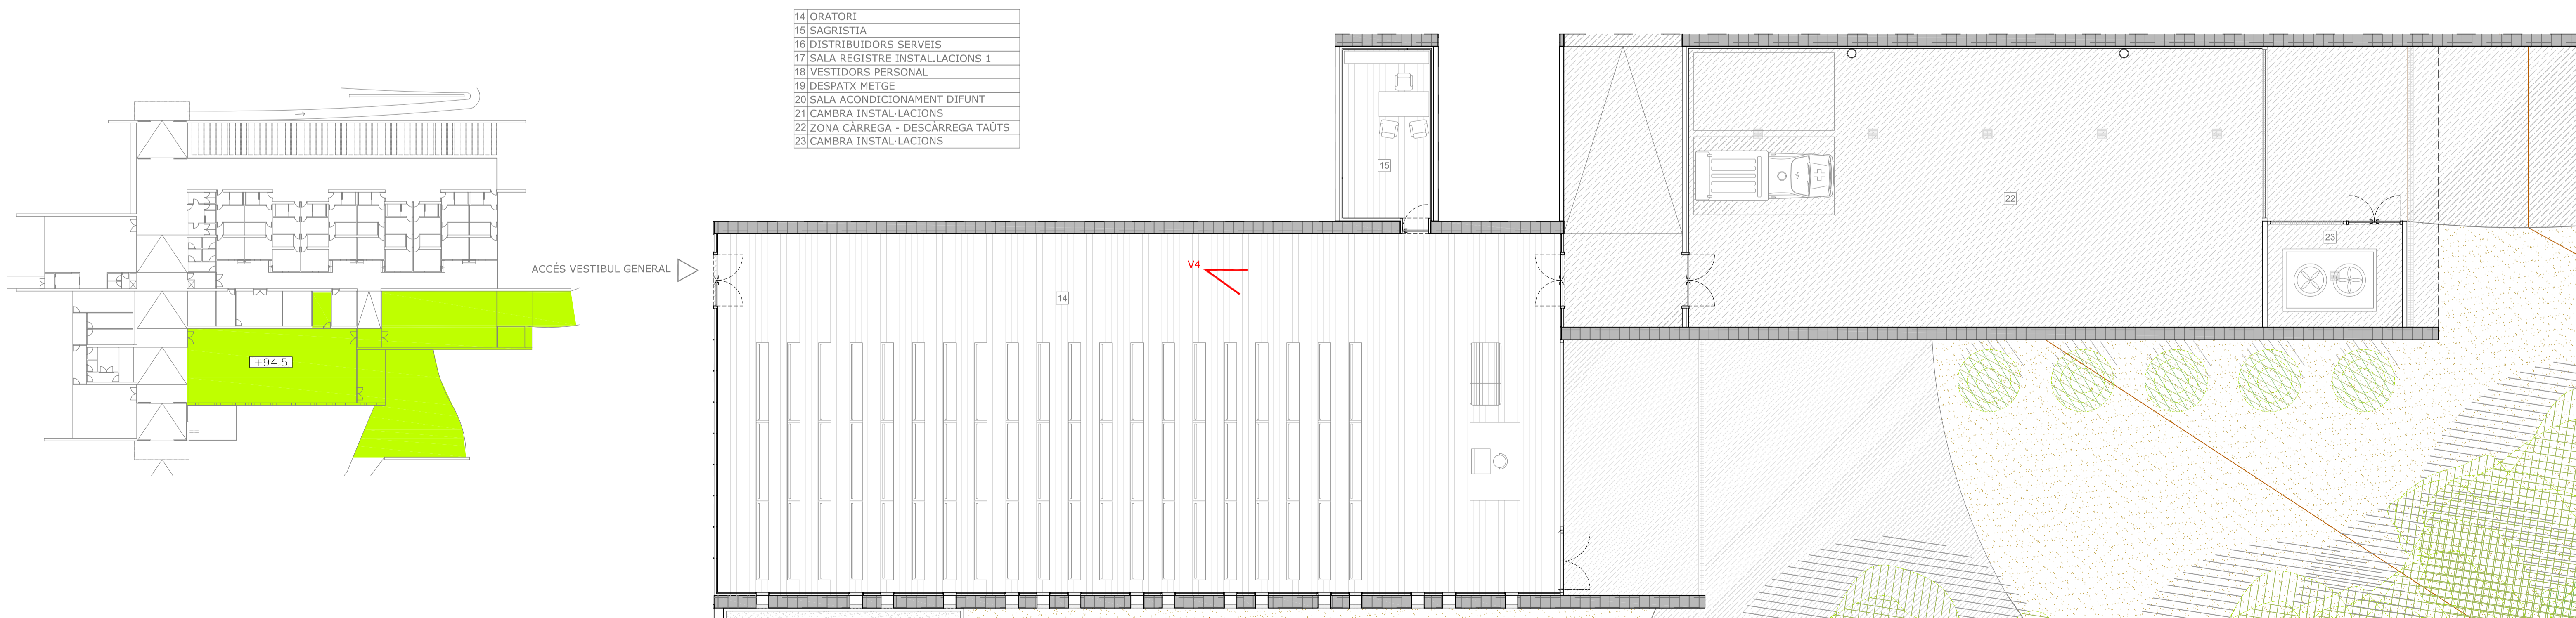 14 ORATORI
15 SAGRISTIA
16 DISTRIBUIDORS SERVEIS
17 SALA REGISTRE INSTAL.LACIONS 1
18 VESTIDORS PERSONAL
19 DESPATX METGE
20 SALA ACONDICIONAMENT DIFUNT
21 CAMBRA INSTAL·LACIONS
22 ZONA CÀRREGA - DESCÀRREGA TAÜTS
23 CAMBRA INSTAL·LACIONS
15
22
23
ACCÉS VESTIBUL GENERAL
V4
14
+94.5